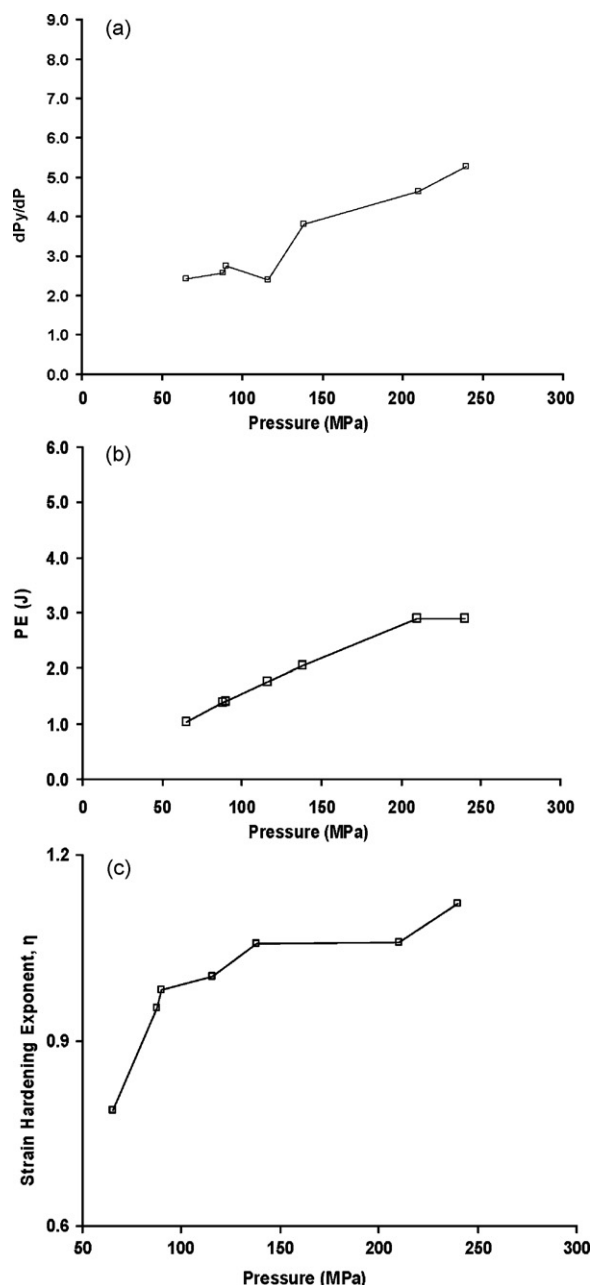 (a)
9.0
8.0
7.0
6.0
5.0
4.0
3.0
2.0
1.0
0.0
dPy/dP
0 50 100 150 200 250 300
Pressure (MPa)
(b)
6.0
5.0
4.0
3.0
2.0
1.0
0.0
PE (J)
0 50 100 150 200 250 300
Pressure (MPa)
(c)
1.2
0.9
0.6
Strain Hardening Exponent, η
50 100 150 200 250 300
Pressure (MPa)